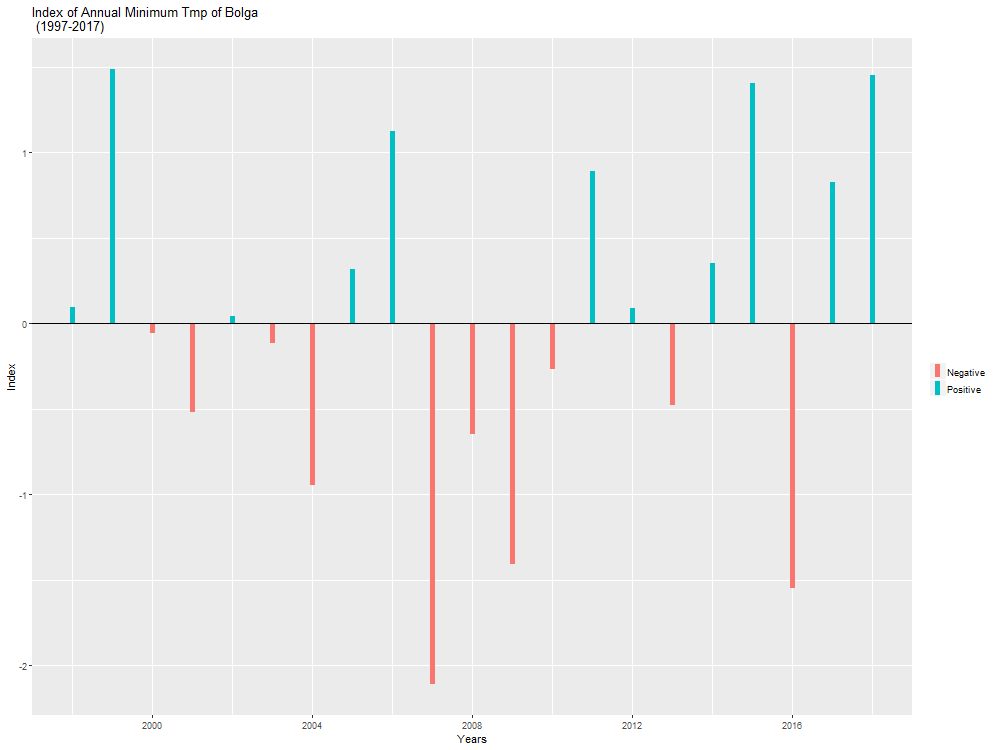 Index of Annual Minimum Tmp of Bolga
(1997-2017)
1
0
-1
-2
Index
2000
2004
2008
2012
2016
Years
Negative
Positive